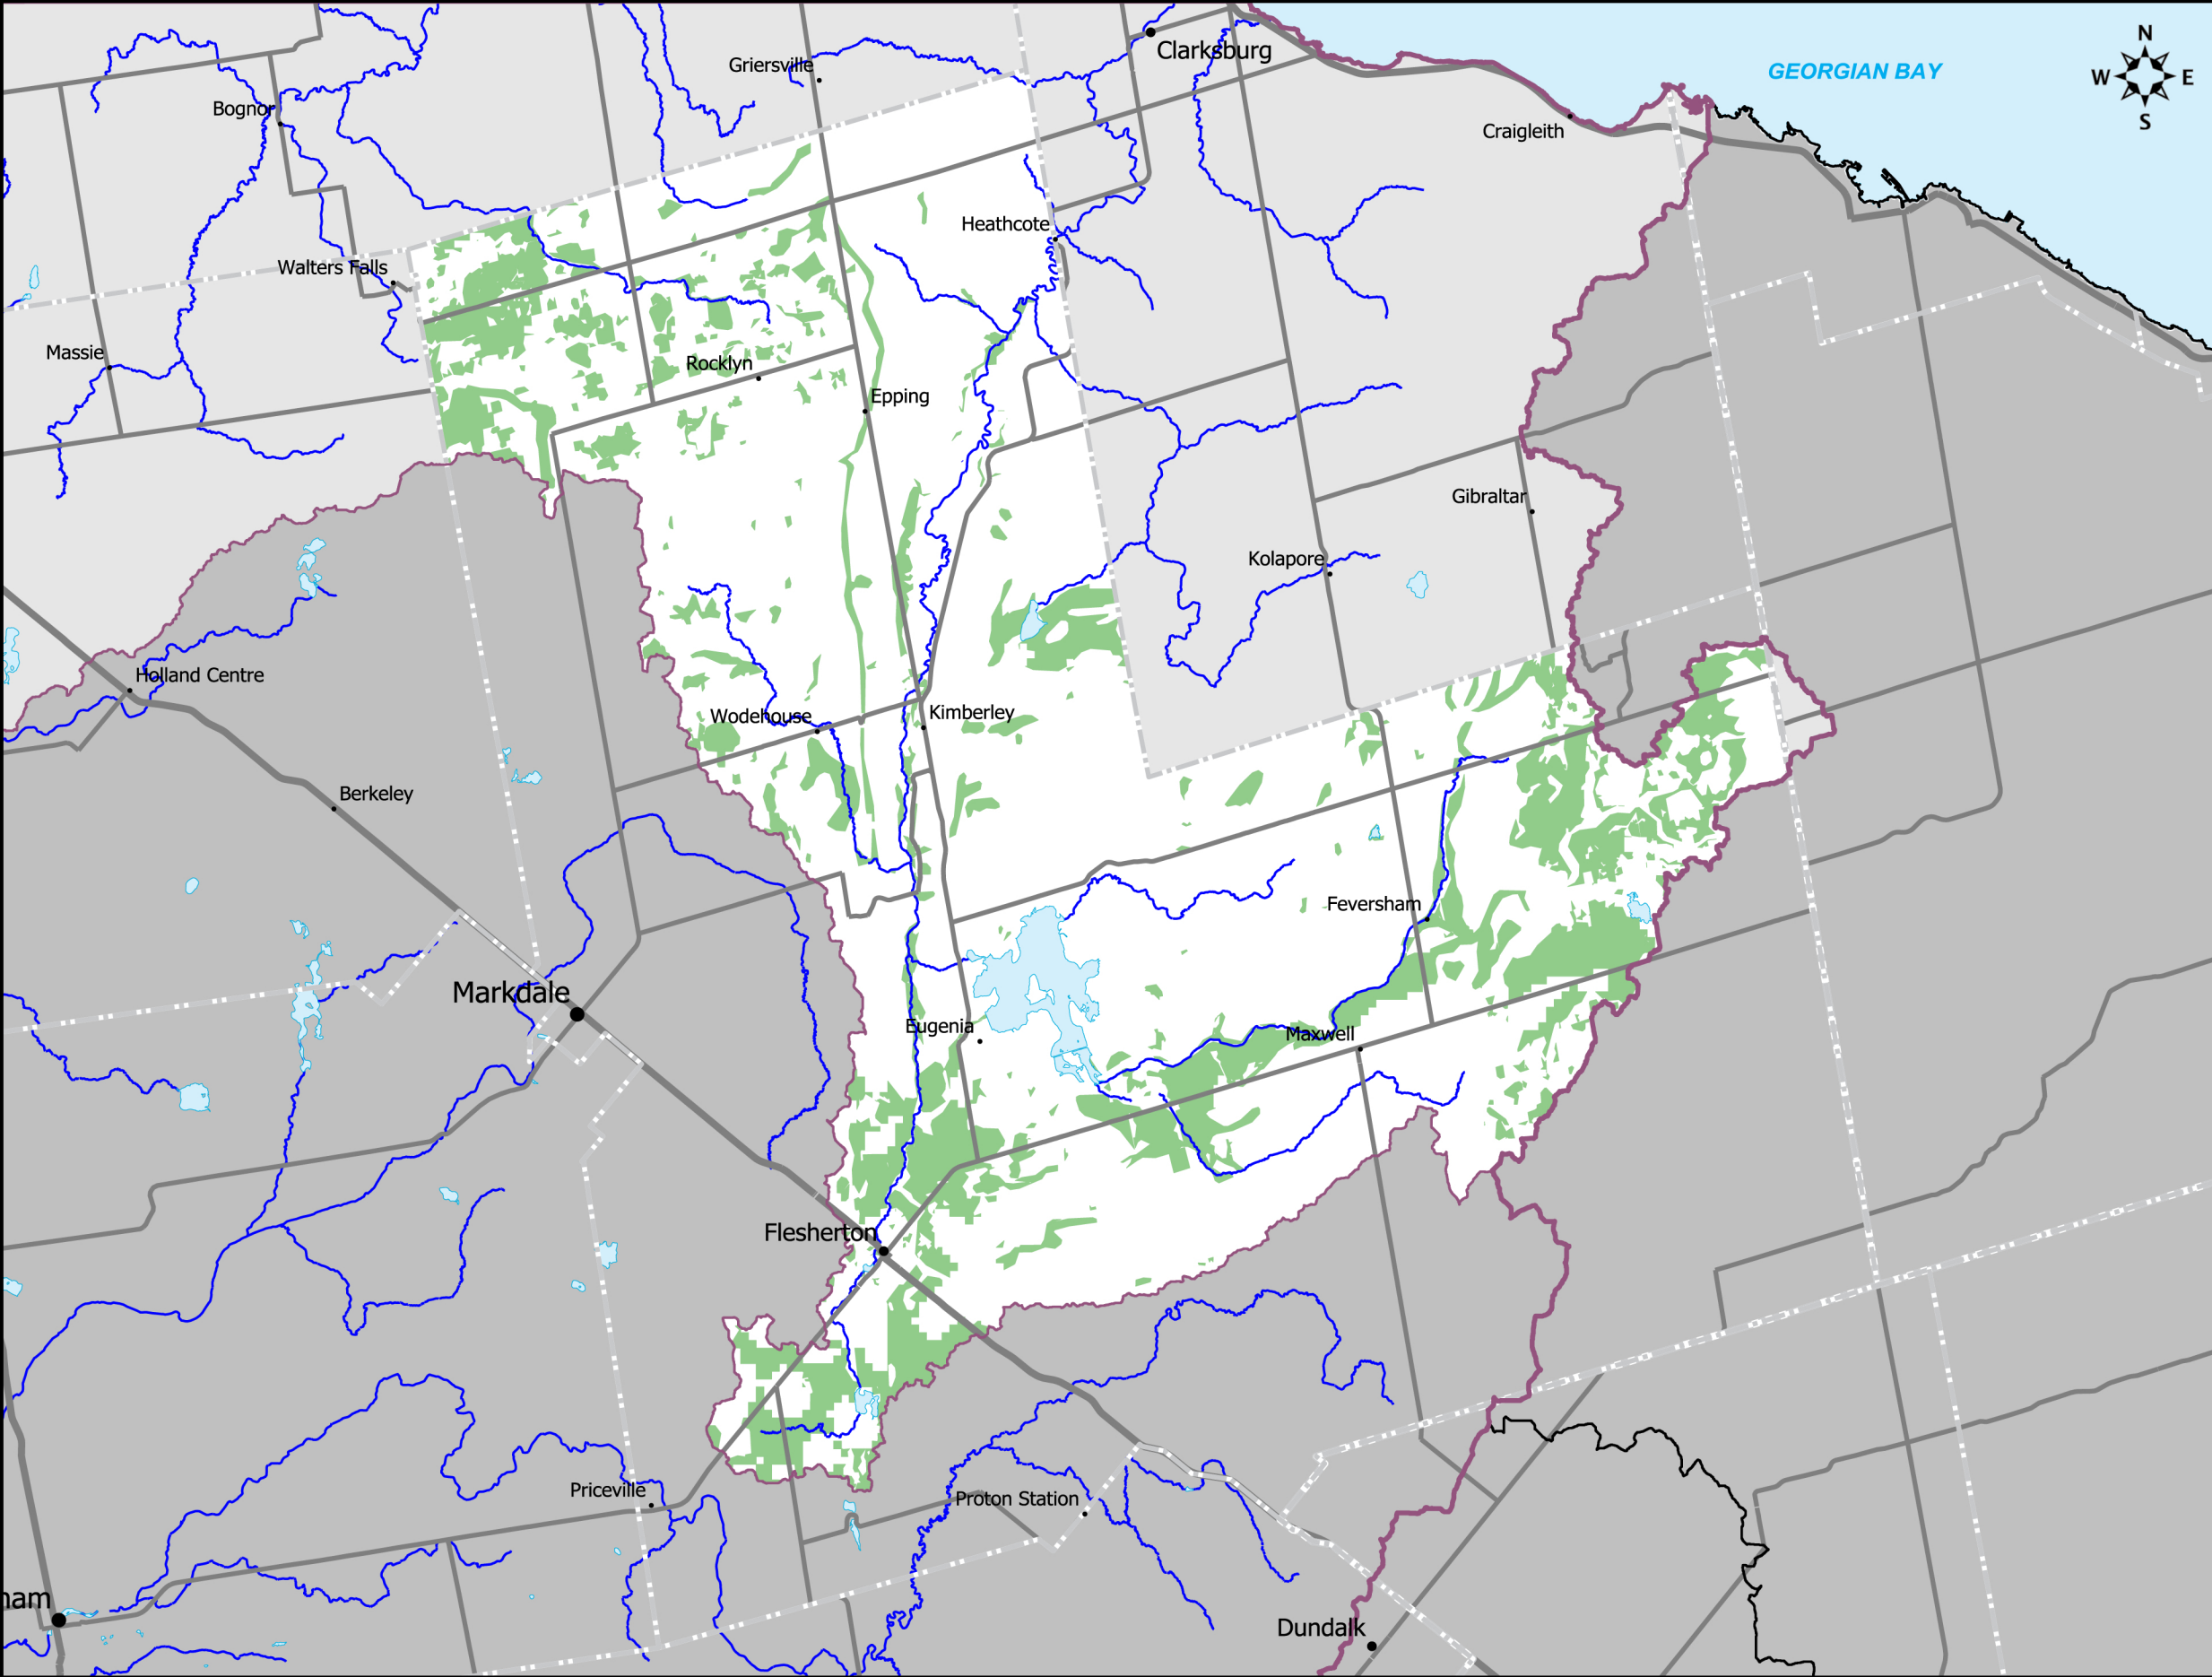 N
W E
S
GEORGIAN BAY
Clarksburg
Griersville
Bognor
Craigleith
Heathcote
Walters Falls
Massie
Rocklyn
Epping
Gibraltar
Kolapore
Holland Centre
Wodehouse
Kimberley
Berkeley
Feversham
Markdale
Eugenia
Maxwell
Flesherton
Priceville
Proton Station
ham
Dundalk